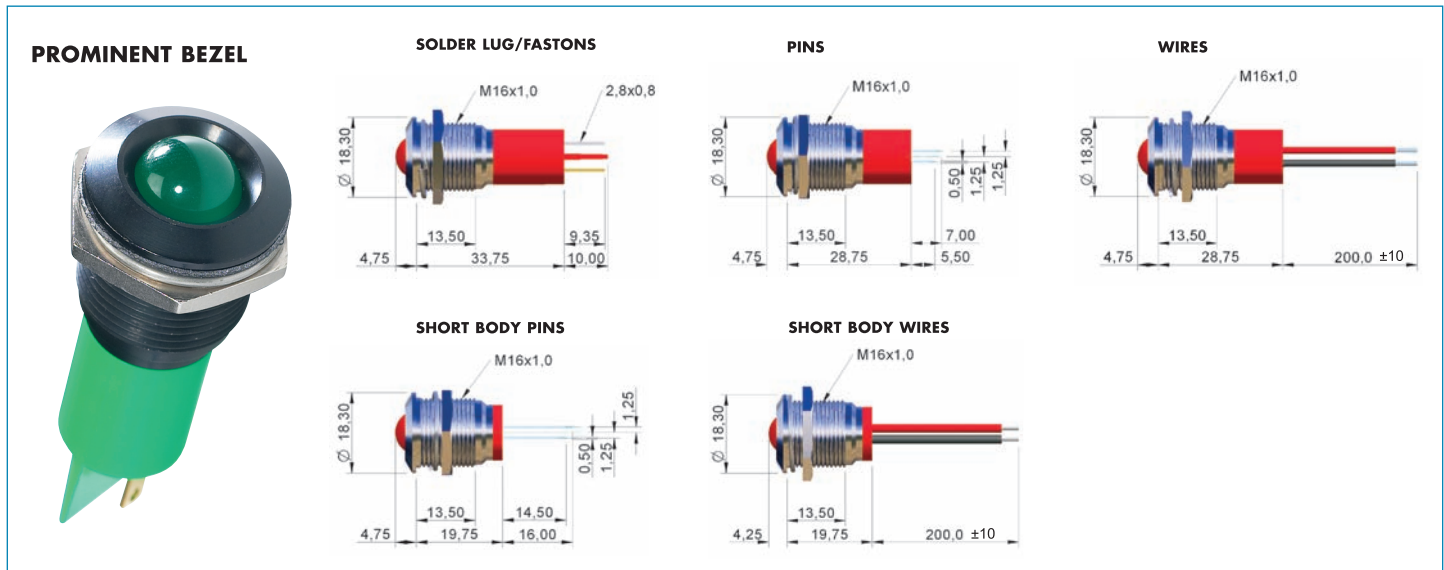 PROMINENT BEZEL
SOLDER LUG/FASTONS
M16x1,0
2,8x0,8
Ø 18,30
13,50
9,35
4,75
33,75
10,00
PINS
M16x1,0
Ø 18,30
0,50
1,25
1,25
13,50
7,00
4,75
28,75
5,50
WIRES
M16x1,0
Ø 18,30
13,50
4,75
28,75
200,0 ±10
SHORT BODY PINS
M16x1,0
Ø 18,30
1,25
0,50
1,25
13,50
14,50
4,75
19,75
16,00
SHORT BODY WIRES
M16x1,0
Ø 18,30
13,50
4,25
19,75
200,0 ±10